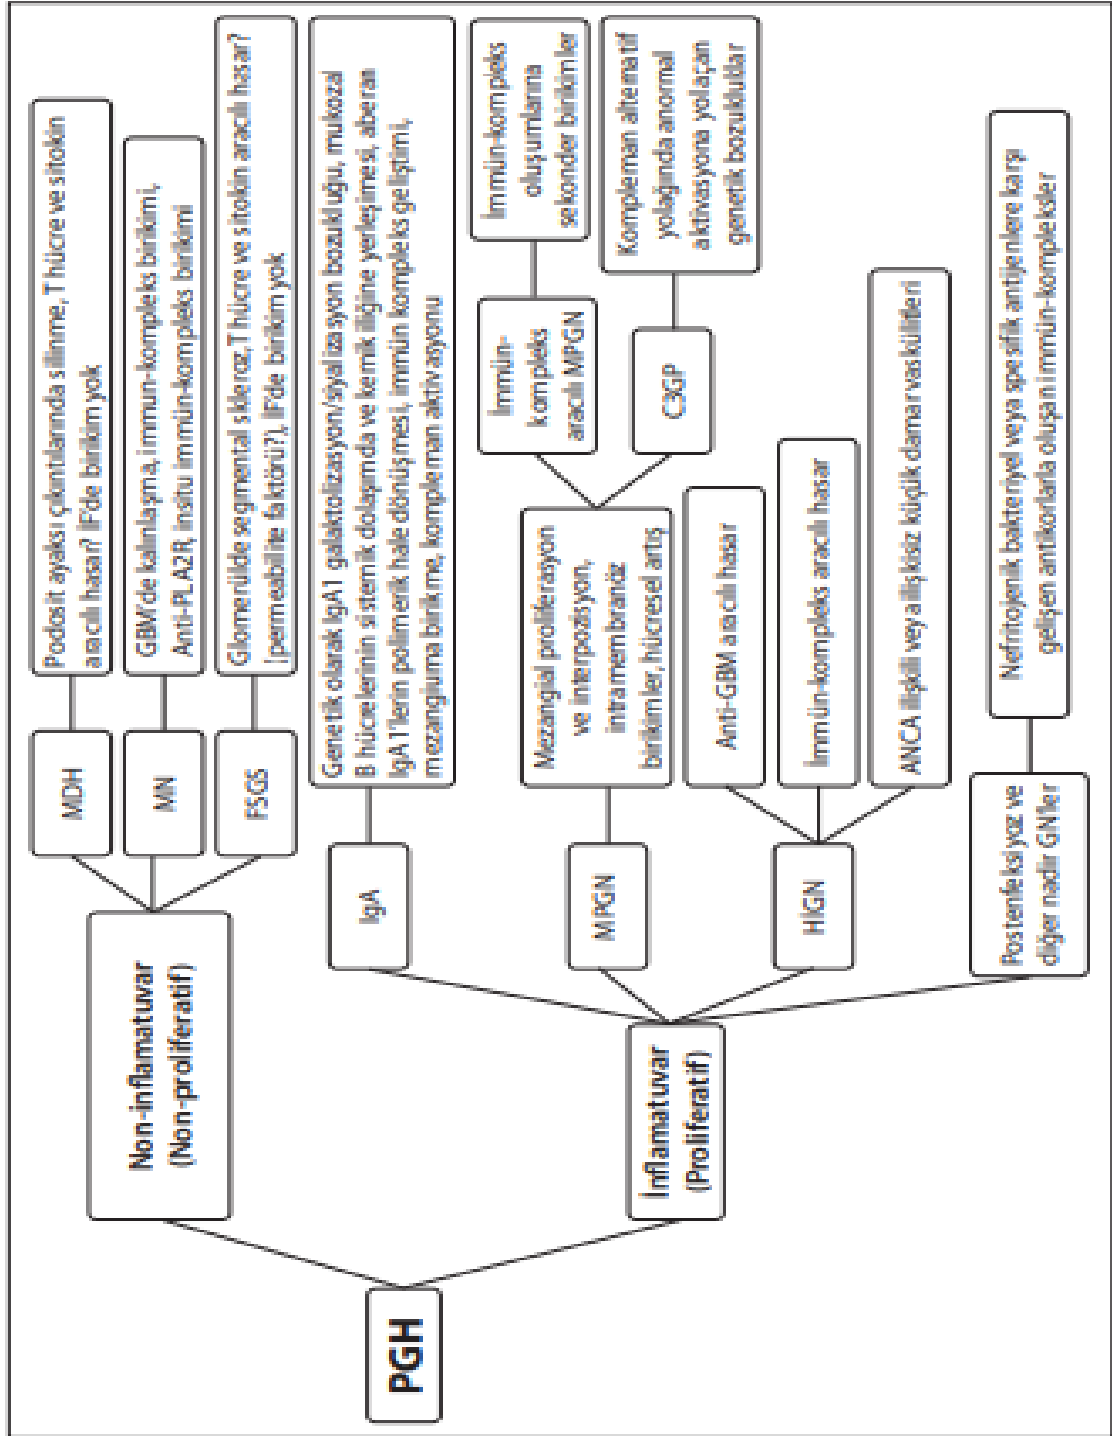 PGH
Non-inflamatuvar
(Non-proliferatif)
MDH
Podosit ayaksı çıkıntılarında silinme, T hücre ve sitokin
aracılı hasar? IF'de birikim yok
MN
GBM'de kalınlaşma, immun-kompleks birikimi,
Anti-PLA2R, insitu immün-kompleks birikimi
FSGS
Glomerülde segmental skleroz, T hücre ve sitokin aracılı hasar?
(permeabilite faktörü?), IF'de birikim yok
İnflamatuvar
(Proliferatif)
IgA
Genetik olarak IgA1 galaktolizasyon/siyalizasyon bozukluğu, mukozal
B hücrelerinin sistemik dolaşımda ve kemik iliğine yerleşimesi, aberan
IgA1'lerin polimerik hale dönüşmesi, immün kompleks geliştimi,
mezangiuma birikme, kompleman aktivasyonu
MPGN
Mezangial proliferasyon
ve interpozisyon,
intramembranöz
birikimler, hücresel artış
İmmün-
kompleks
aracılı MPGN
İmmün-kompleks
oluşumlarına
sekonder birikimler
C3GP
Kompleman alternatif
yolağında anormal
aktivasyona yolaçan
genetik bozukluklar
HİGN
Anti-GBM aracılı hasar
İmmün-kompleks aracılı hasar
ANCA ilişkili veya ilişkisiz küçük damar vaskülitleri
Postenfeksiyoz ve
diğer nadir GN'ler
Nefritojenik bakteriyel veya spesifik antijenlere karşı
gelişen antikorlarla oluşan immün-kompleksler